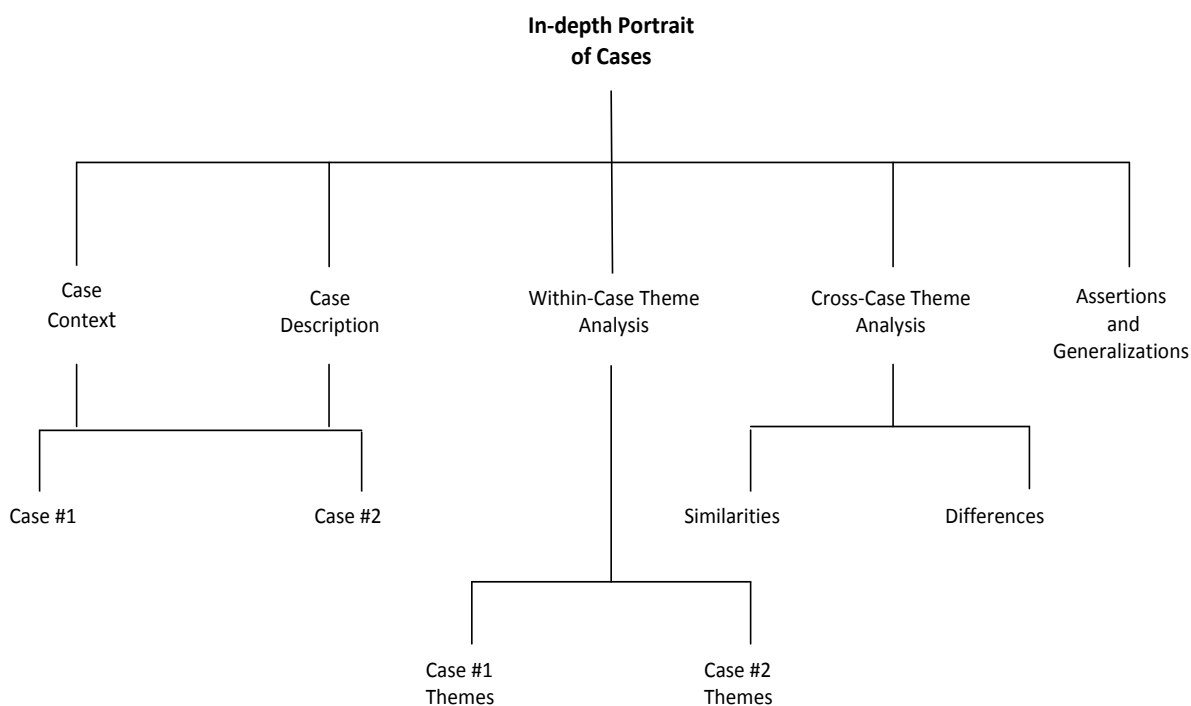 In-depth Portrait
of Cases
Case
Context
Case
Description
Within-Case Theme
Analysis
Cross-Case Theme
Analysis
Assertions
and
Generalizations
Case #1
Case #2
Similarities
Differences
Case #1
Themes
Case #2
Themes